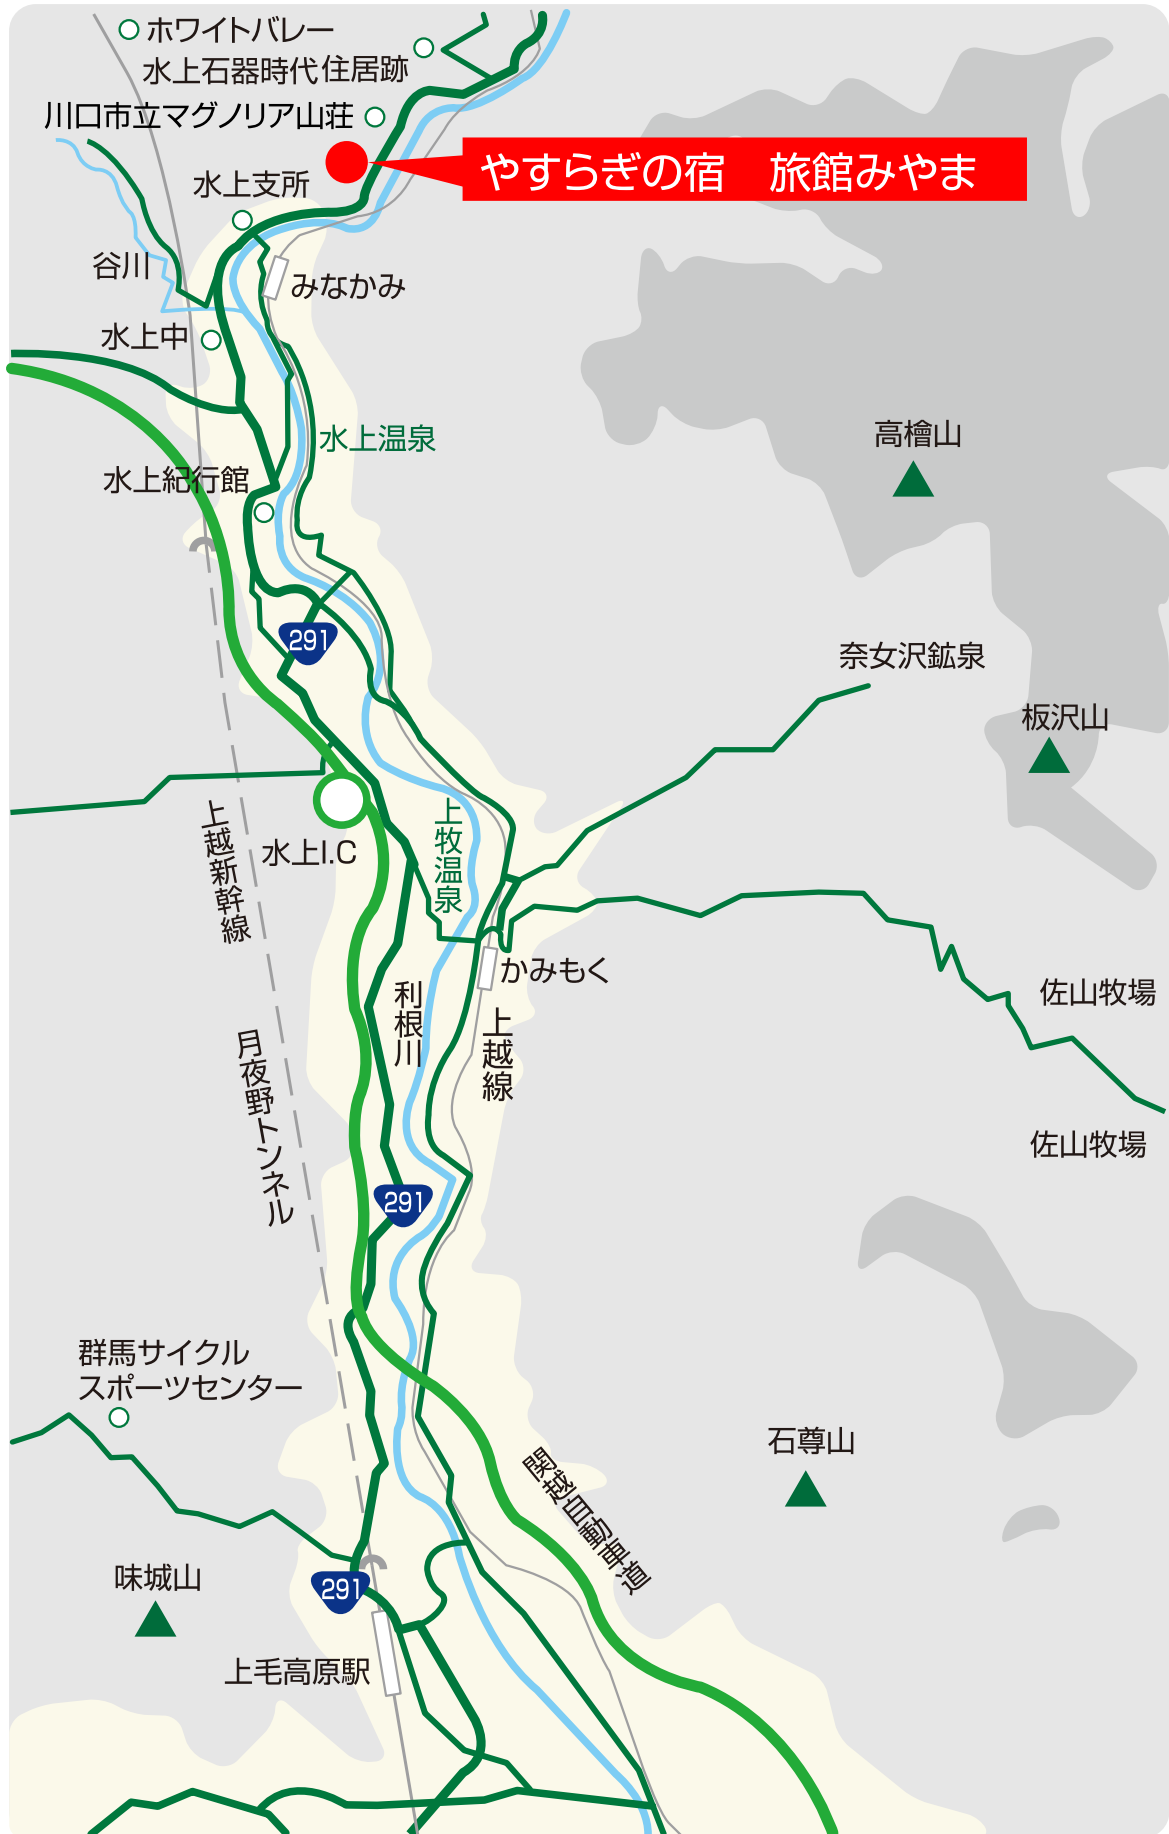 ホワイトバレー
水上石器時代住居跡
川口市立マグノリア山荘
やすらぎの宿　旅館みやま
水上支所
谷川
みなかみ
水上中
水上温泉
高檜山
水上紀行館
291
奈女沢鉱泉
板沢山
上越新幹線
水上I.C
上牧温泉
かみもく
利根川
上越線
佐山牧場
月夜野トンネル
佐山牧場
291
群馬サイクル
スポーツセンター
石尊山
関越自動車道
味城山
291
上毛高原駅